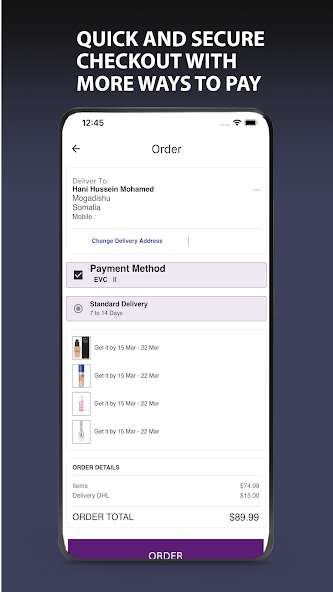 QUICK AND SECURE
CHECKOUT WITH
MORE WAYS TO PAY
12:45
Order
Deliver To:
Hani Hussein Mohamed
Mogadishu
Somalia
Mobile :
Change Delivery Address
Payment Method
EVC II
Standard Delivery
7 to 14 Days
Get it by 15 Mar - 22 Mar
Get it by 15 Mar - 22 Mar
Get it by 15 Mar - 22 Mar
Get it by 15 Mar - 22 Mar
ORDER DETAILS
Items $74.99
Delivery DHL $15.00
ORDER TOTAL $89.99
ORDER